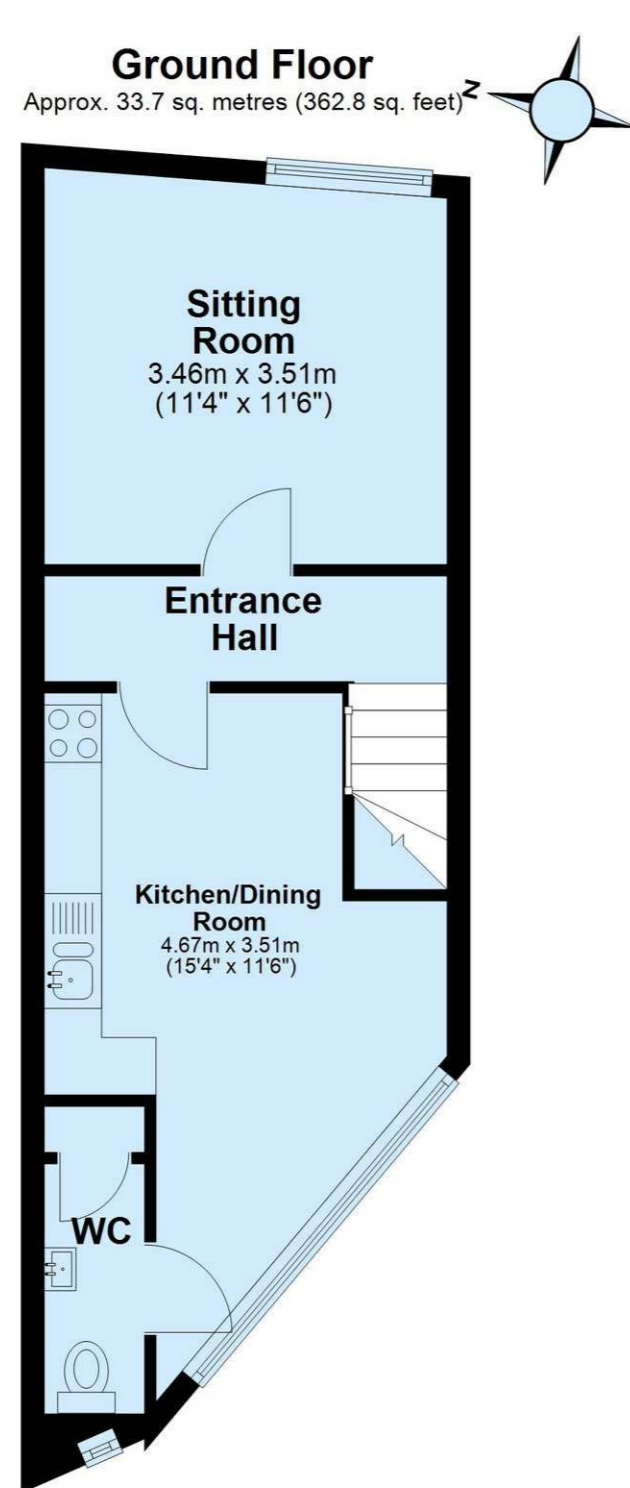 Ground Floor
Approx. 33.7 sq. metres (362.8 sq. feet)
N
Sitting
Room
3.46m x 3.51m
(11'4" x 11'6")
Entrance
Hall
Kitchen/Dining
Room
4.67m x 3.51m
(15'4" x 11'6")
WC